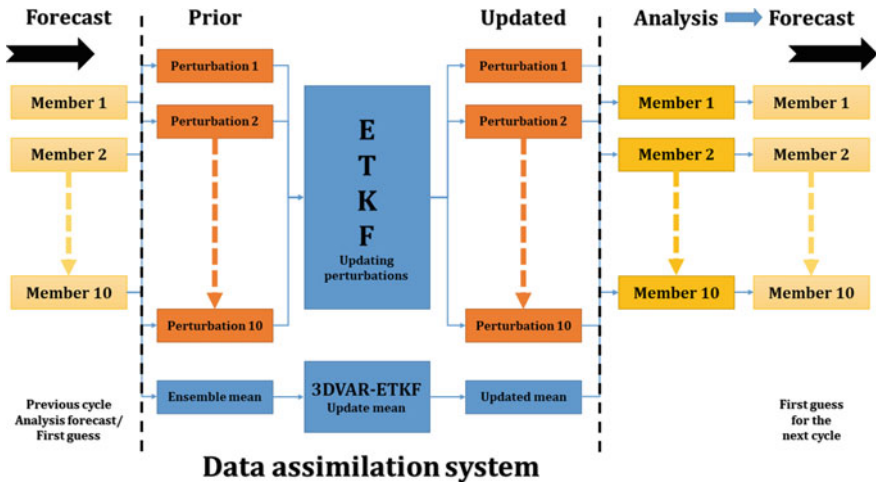 Forecast
Prior
Updated
Analysis
Forecast
Member 1
Member 2
Member 10
Previous cycle
Analysis forecast/
First guess
Perturbation 1
Perturbation 2
Perturbation 10
Ensemble mean
E
T
K
F
Updating
perturbations
3DVAR-ETKF
Update mean
Perturbation 1
Perturbation 2
Perturbation 10
Updated mean
Member 1
Member 2
Member 10
Member 1
Member 2
Member 10
First guess
for the
next cycle
Data assimilation system